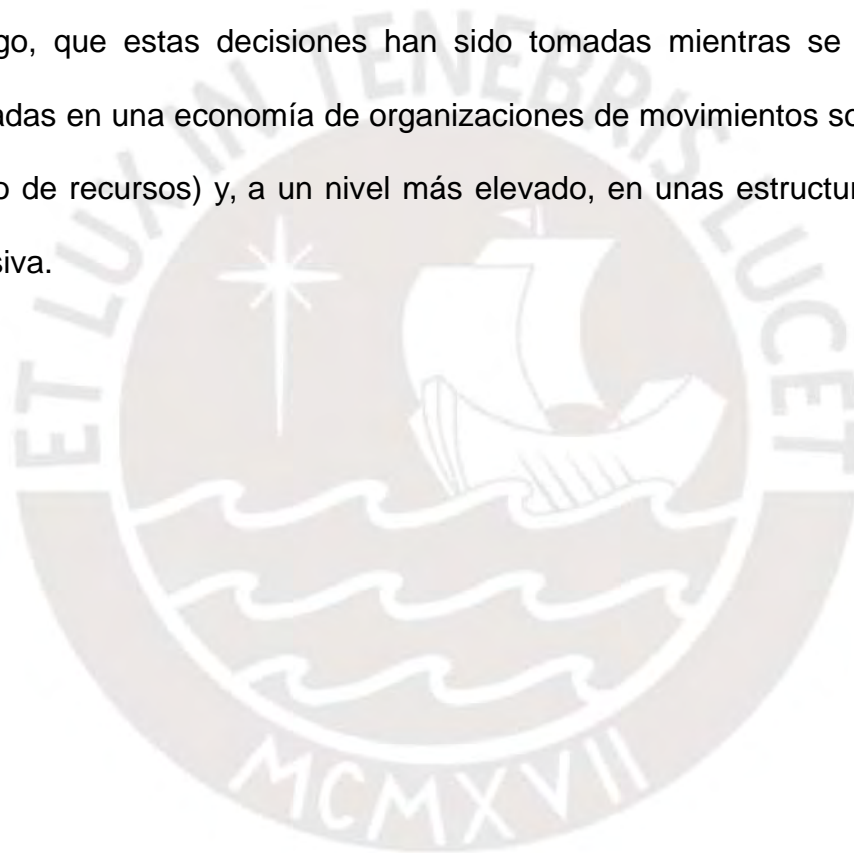 go, que estas decisiones han sido tomadas mientras se
adas en una economía de organizaciones de movimientos so
o de recursos) y, a un nivel más elevado, en unas estructur
siva.
ET LUX IN TENEBRIS LUCET
MCMXVII